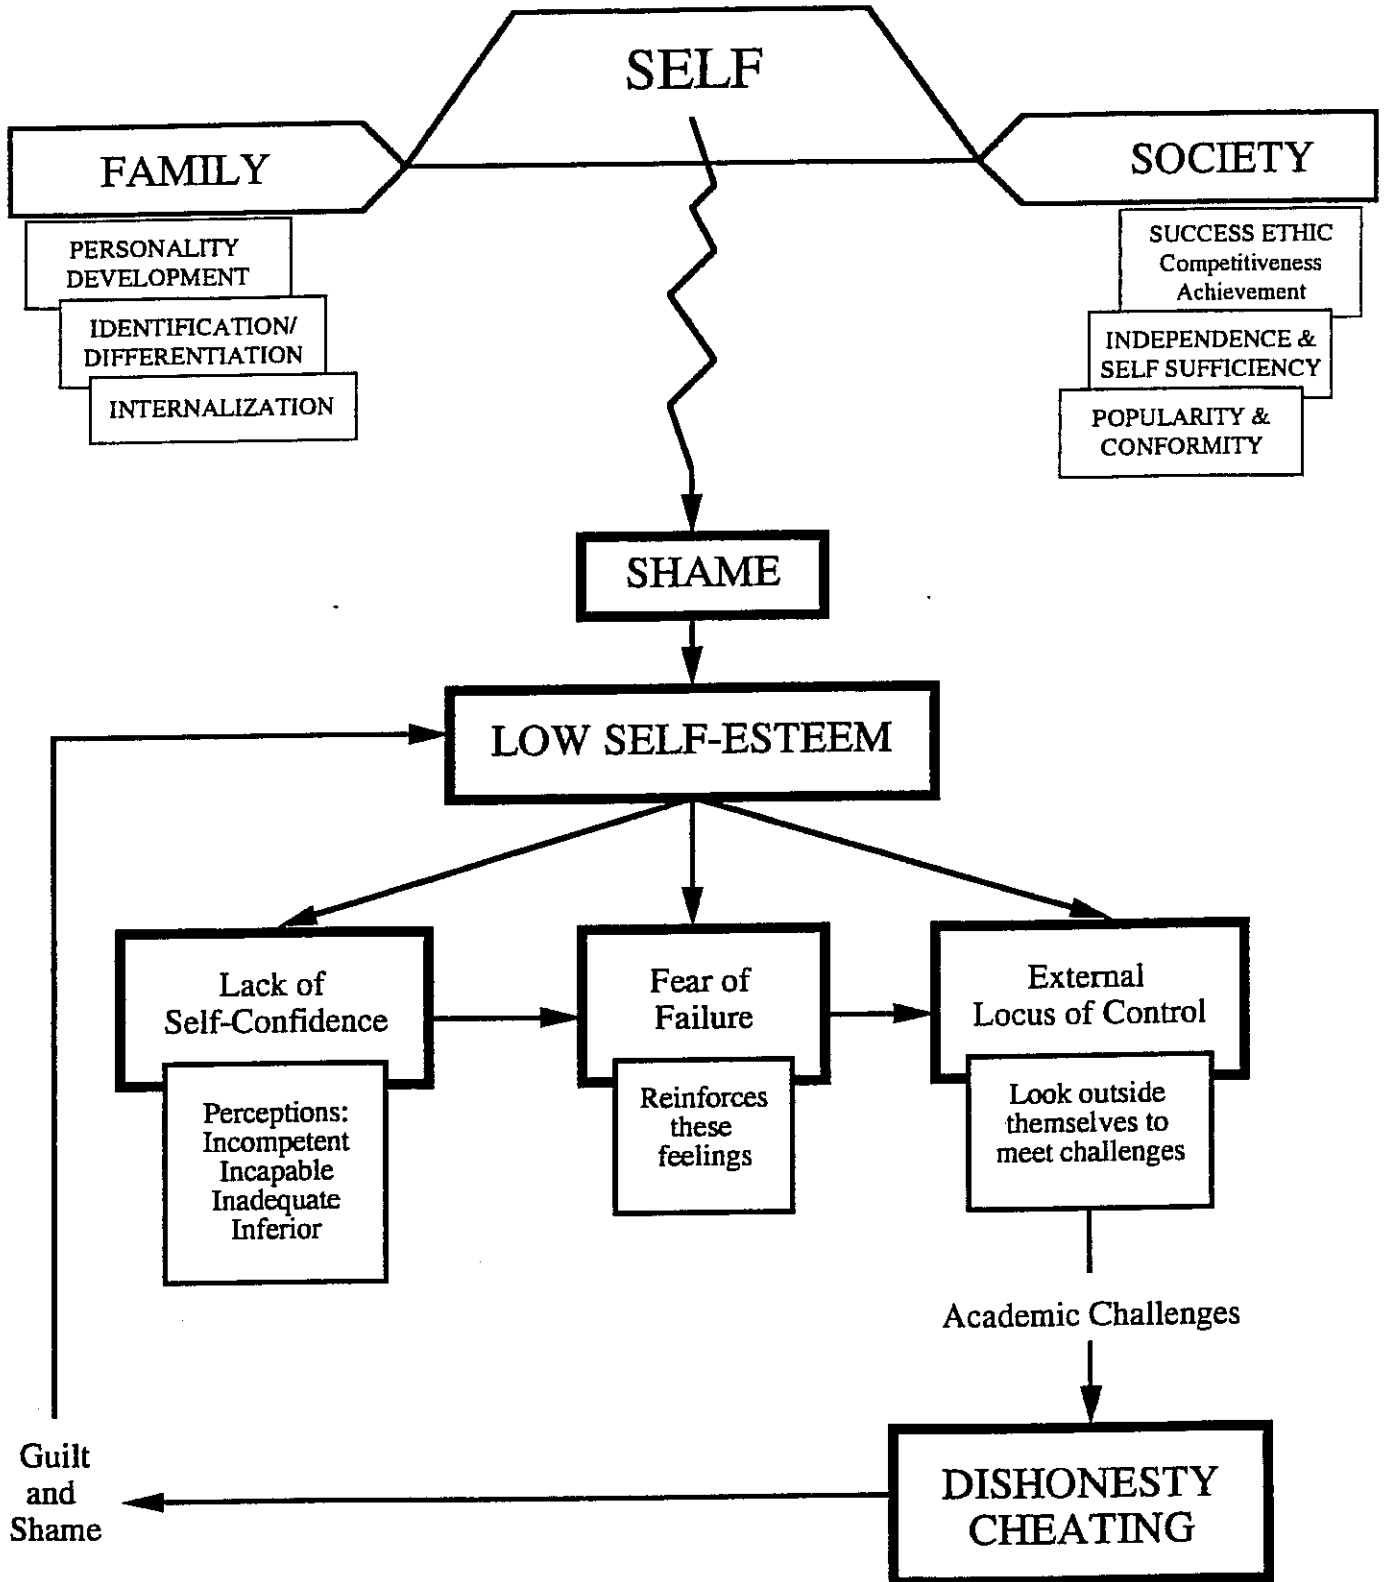 SELF
FAMILY
SOCIETY
PERSONALITY
DEVELOPMENT
IDENTIFICATION/
DIFFERENTIATION
INTERNALIZATION
SUCCESS ETHIC
Competitiveness
Achievement
INDEPENDENCE &
SELF SUFFICIENCY
POPULARITY &
CONFORMITY
SHAME
LOW SELF-ESTEEM
Lack of
Self-Confidence
Perceptions:
Incompetent
Incapable
Inadequate
Inferior
Fear of
Failure
Reinforces
these
feelings
External
Locus of Control
Look outside
themselves to
meet challenges
Academic Challenges
DISHONESTY
CHEATING
Guilt
and
Shame